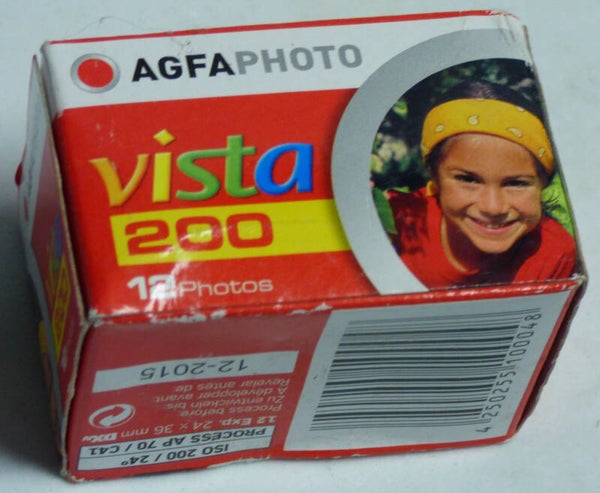 AGFAPHOTO
vista
200
12 Photos
ISO 200 / 24°
PROCESS AP 70 / C41
12 Exp. 24 x 36 mm DX
Process before:
Zu entwickeln bis:
A développer avant:
Revelar antes de:
12-2015
4 250255 100048